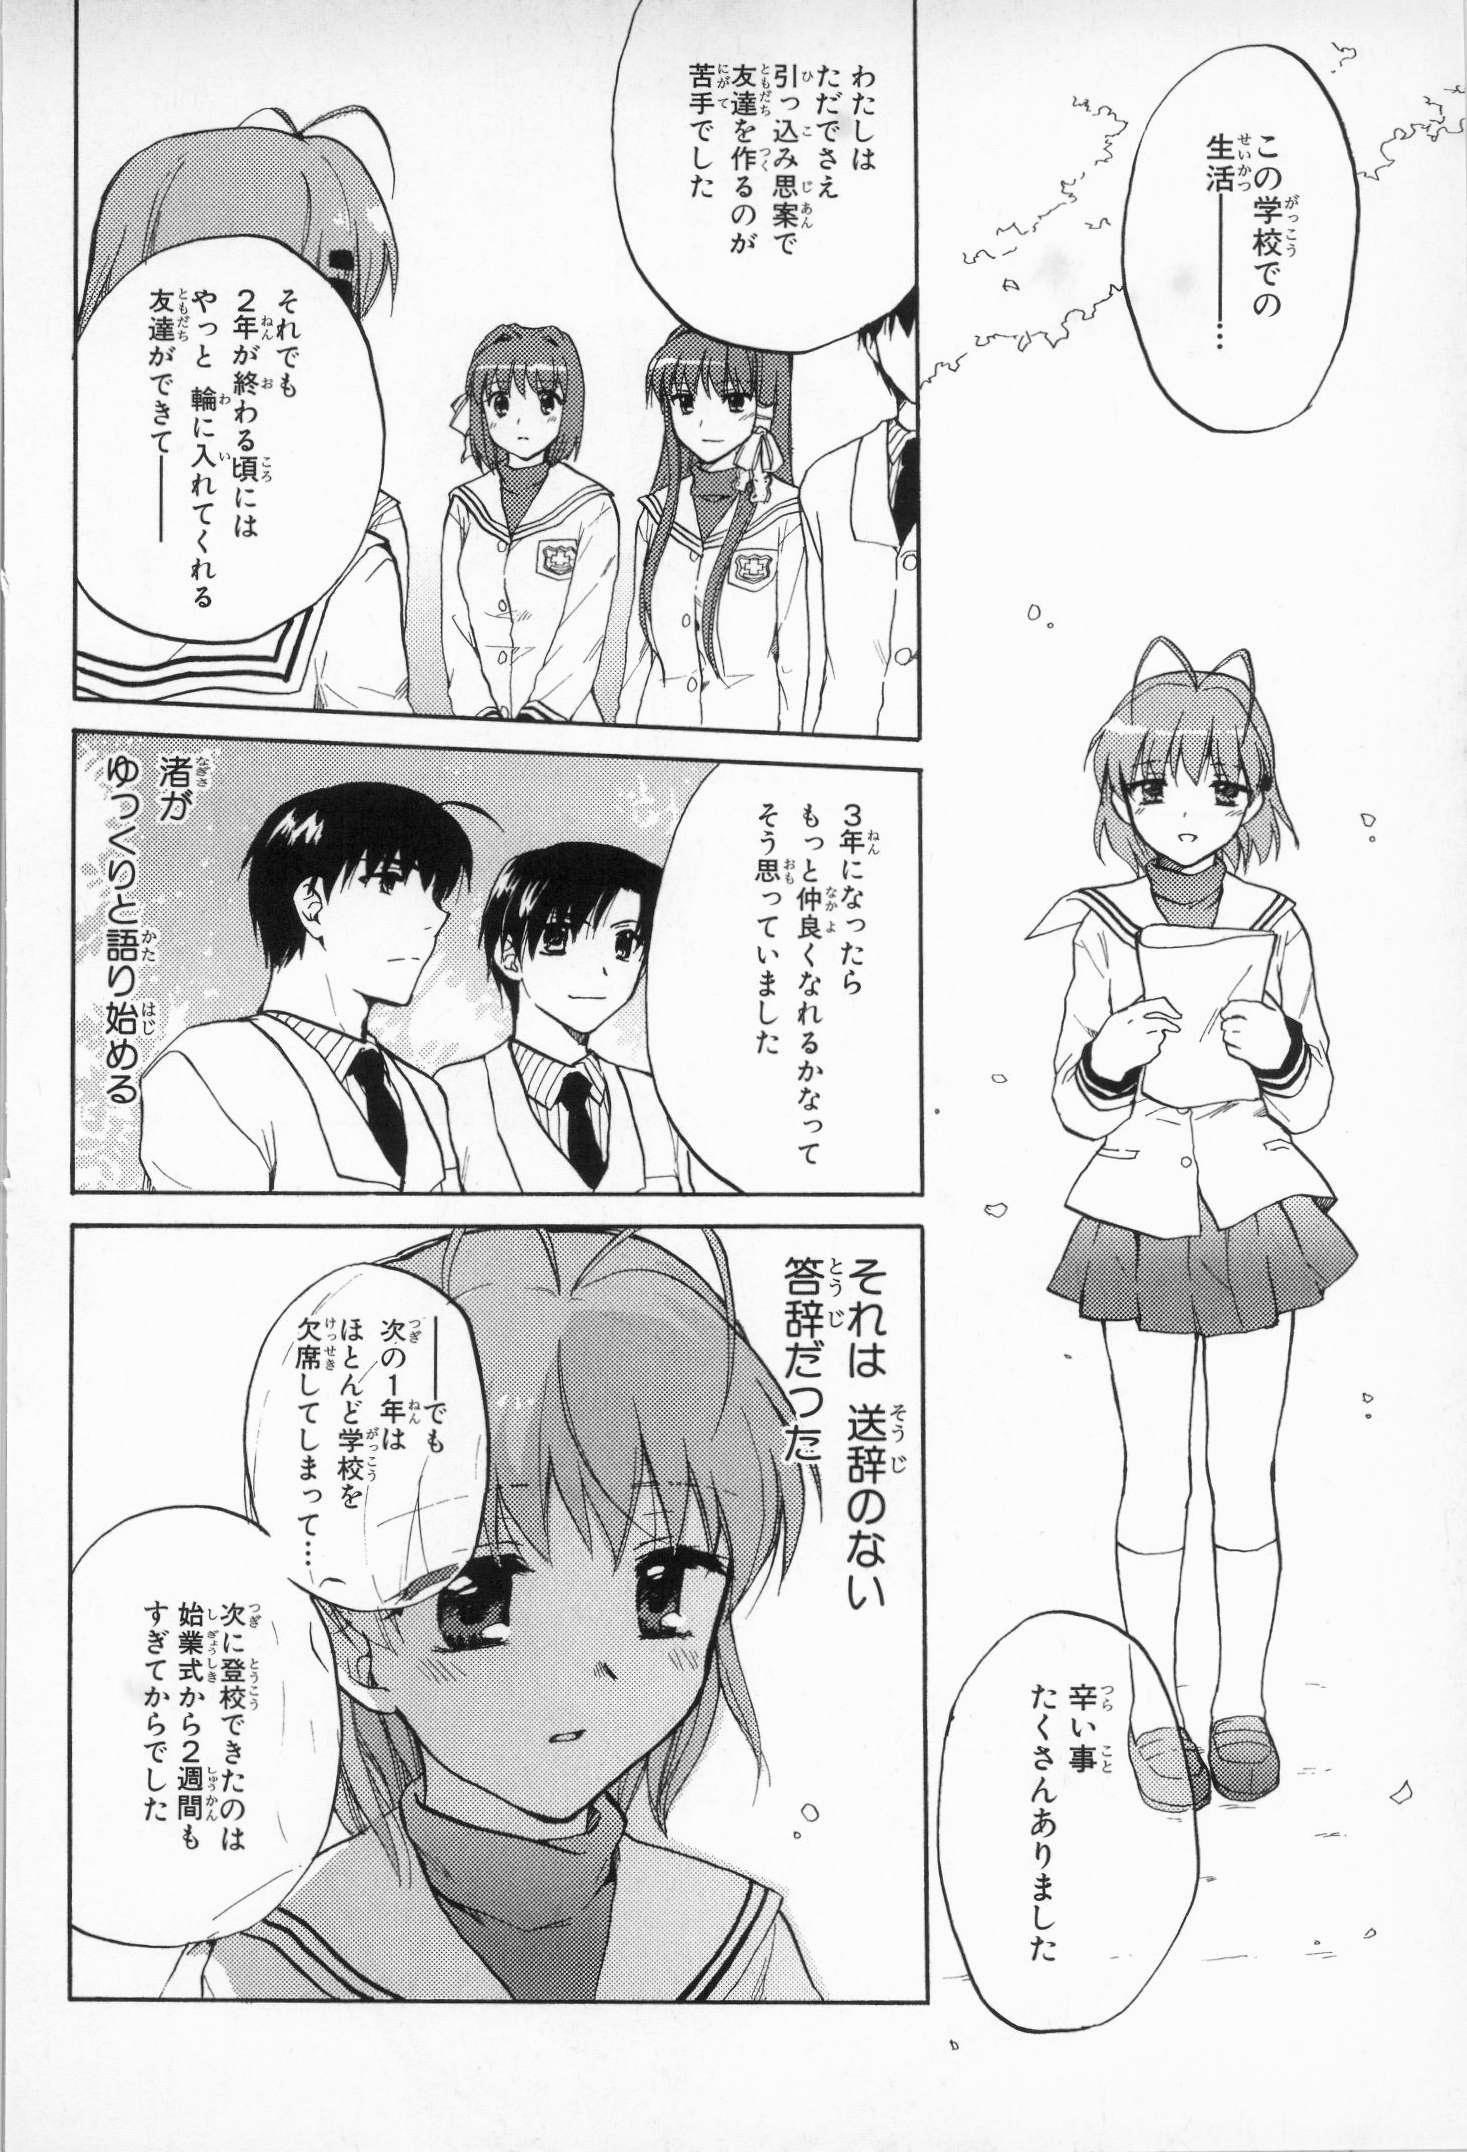 この学校での
生活――…
辛い事
たくさんありました
わたしは
ただでさえ
引っ込み思案で
友達を作るのが
苦手でした
それでも
2年が終わる頃には
やっと 輪に入れてくれる
友達ができて――
3年になったら
もっと仲良くなれるかなって
そう思っていました
渚が
ゆっくりと語り始める
それは 送辞のない
答辞だった
――でも
次の1年は
ほとんど学校を
欠席してしまって…
次に登校できたのは
始業式から2週間も
すぎてからでした